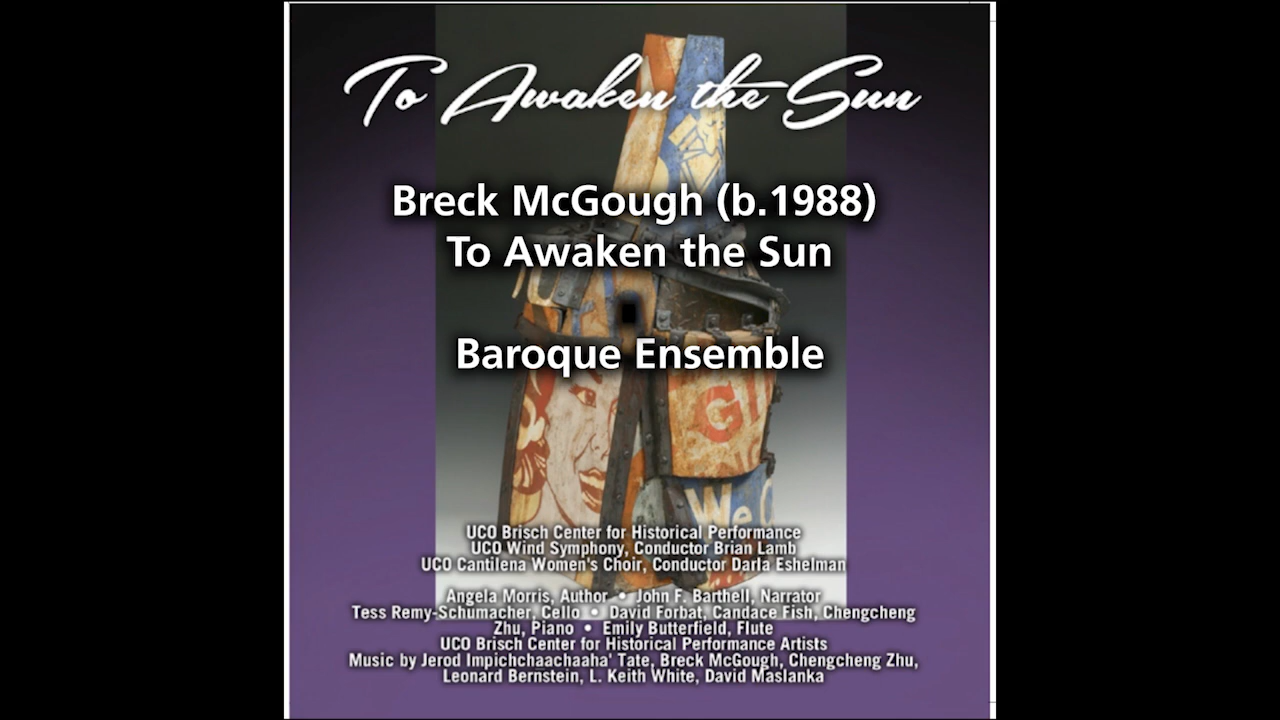 To Awaken the Sun
Breck McGough (b.1988)
To Awaken the Sun
Baroque Ensemble
GI
We C
UCO Brisch Center for Historical Performance
UCO Wind Symphony, Conductor Brian Lamb
UCO Cantilena Women's Choir, Conductor Darla Eshelman
Angela Morris, Author • John F. Barthell, Narrator
Tess Remy-Schumacher, Cello • David Forbat, Candace Fish, Chengcheng
Zhu, Piano • Emily Butterfield, Flute
UCO Brisch Center for Historical Performance Artists
Music by Jerod Impichchaachaaha' Tate, Breck McGough, Chengcheng Zhu,
Leonard Bernstein, L. Keith White, David Maslanka